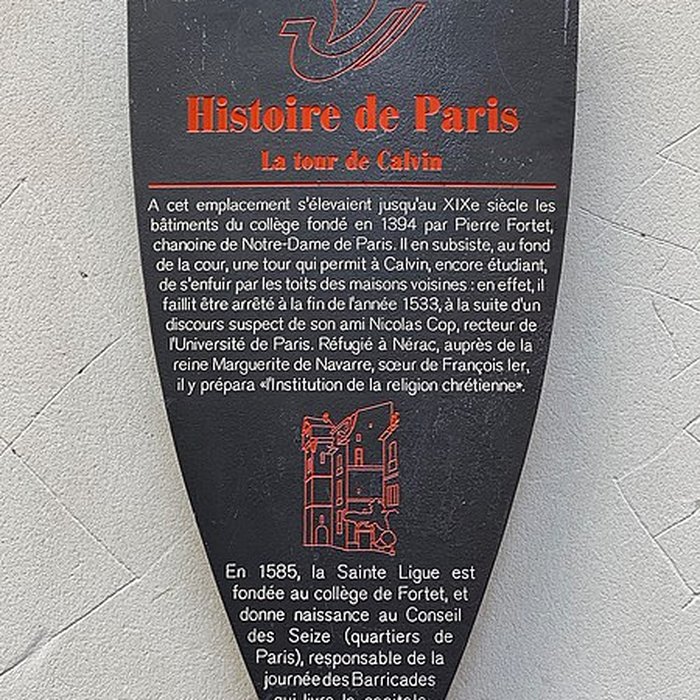 Histoire de Paris
La tour de Calvin
A cet emplacement s'élevaient jusqu'au XIXe siècle les
bâtiments du collège fondé en 1394 par Pierre Fortet,
chanoine de Notre-Dame de Paris. Il en subsiste, au fond
de la cour, une tour qui permit à Calvin, encore étudiant,
de s'enfuir par les toits des maisons voisines : en effet, il
faillit être arrêté à la fin de l'année 1533, à la suite d'un
discours suspect de son ami Nicolas Cop, recteur de
l'Université de Paris. Réfugié à Nérac, auprès de la
reine Marguerite de Navarre, sœur de François Ier,
il y prépara «l'Institution de la religion chrétienne».
En 1585, la Sainte Ligue est
fondée au collège de Fortet, et
donne naissance au Conseil
des Seize (quartiers de
Paris), responsable de la
journée des Barricades
qui livre la capitale